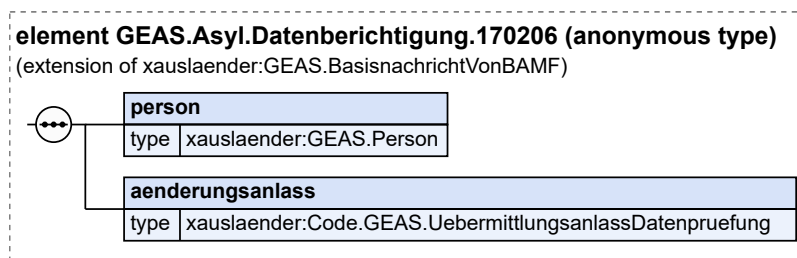 element GEAS.Asyl.Datenberichtigung.170206 (anonymous type)
(extension of xauslaender:GEAS.BasisnachrichtVonBAMF)
person
type xauslaender:GEAS.Person
aenderungsanlass
type xauslaender:Code.GEAS.UebermittlungsanlassDatenpruefung